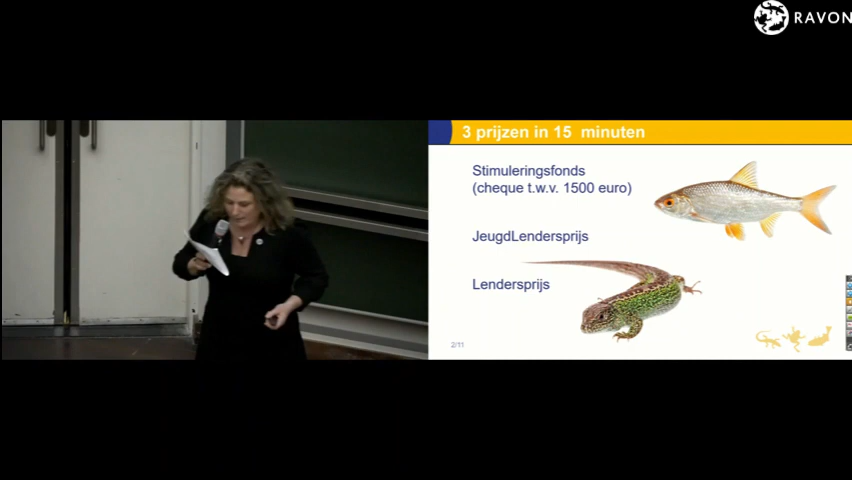 RAVON
3 prijzen in 15 minuten
Stimuleringsfonds
(cheque t.w.v. 1500 euro)
JeugdLendersprijs
Lendersprijs
2/11